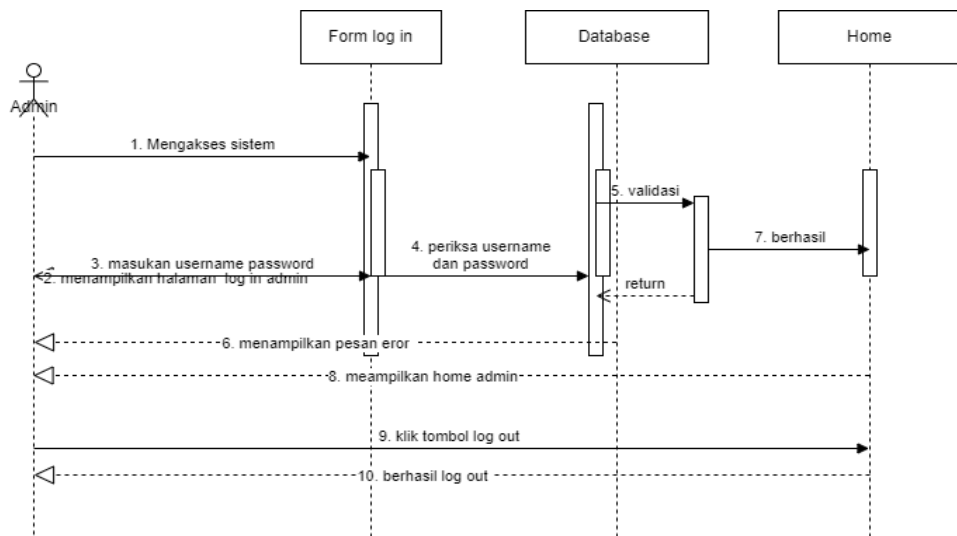 Form log in
Database
Home
Admin
1. Mengakses sistem
5. validasi
7. berhasil
4. periksa username
dan password
3. masukan username password
2. menampilkan halaman log in admin
return
6. menampilkan pesan eror
8. meampilkan home admin
9. klik tombol log out
10. berhasil log out